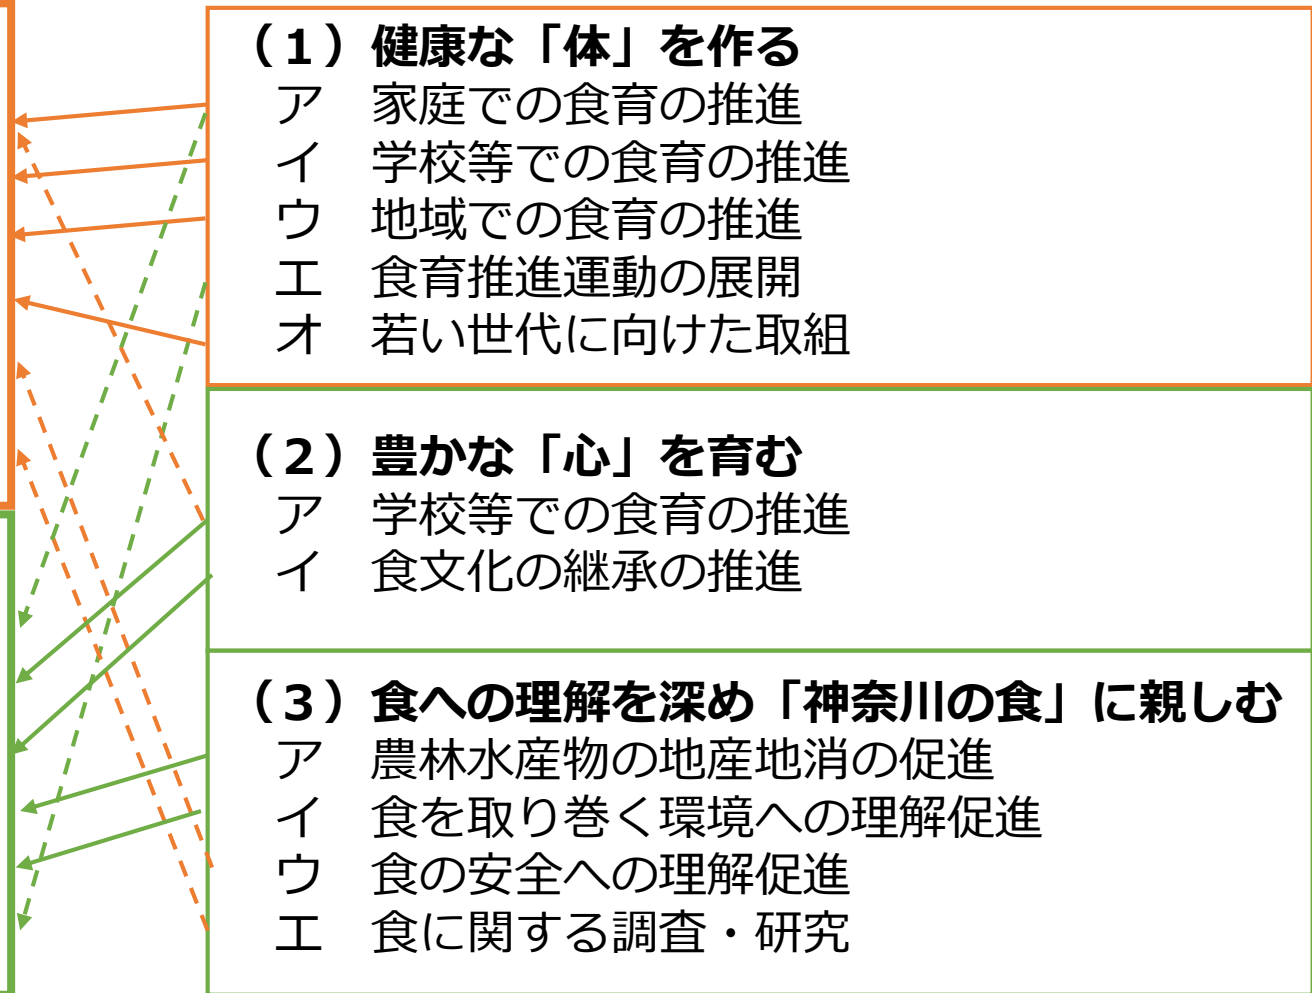 （１）健康な「体」を作る
ア　家庭での食育の推進
イ　学校等での食育の推進
ウ　地域での食育の推進
エ　食育推進運動の展開
オ　若い世代に向けた取組
（２）豊かな「心」を育む
ア　学校等での食育の推進
イ　食文化の継承の推進
（３）食への理解を深め「神奈川の食」に親しむ
ア　農林水産物の地産地消の促進
イ　食を取り巻く環境への理解促進
ウ　食の安全への理解促進
エ　食に関する調査・研究